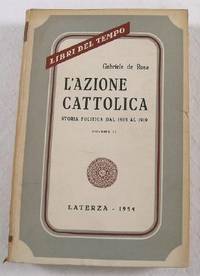 LIBRI DEL TEMPO
Gabriele de Rosa
L'AZIONE
CATTOLICA
STORIA POLITICA DAL 1905 AL 1919
VOLUME II
LATERZA - 1954